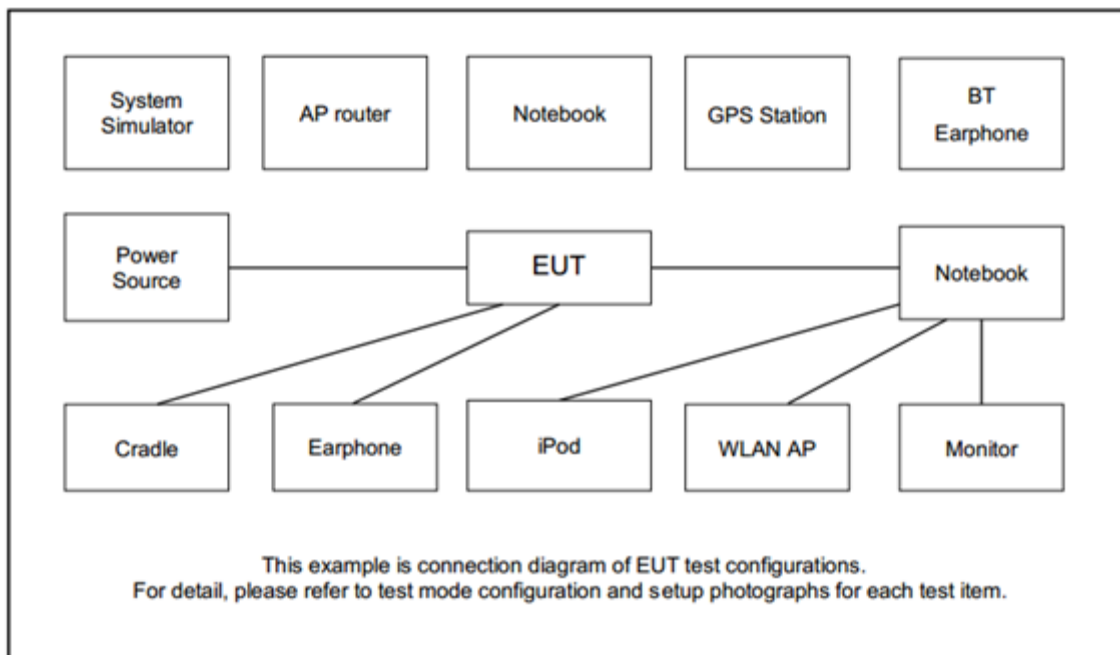 System
Simulator
AP router
Notebook
GPS Station
BT
Earphone
Power
Source
EUT
Notebook
Cradle
Earphone
iPod
WLAN AP
Monitor
This example is connection diagram of EUT test configurations.
For detail, please refer to test mode configuration and setup photographs for each test item.